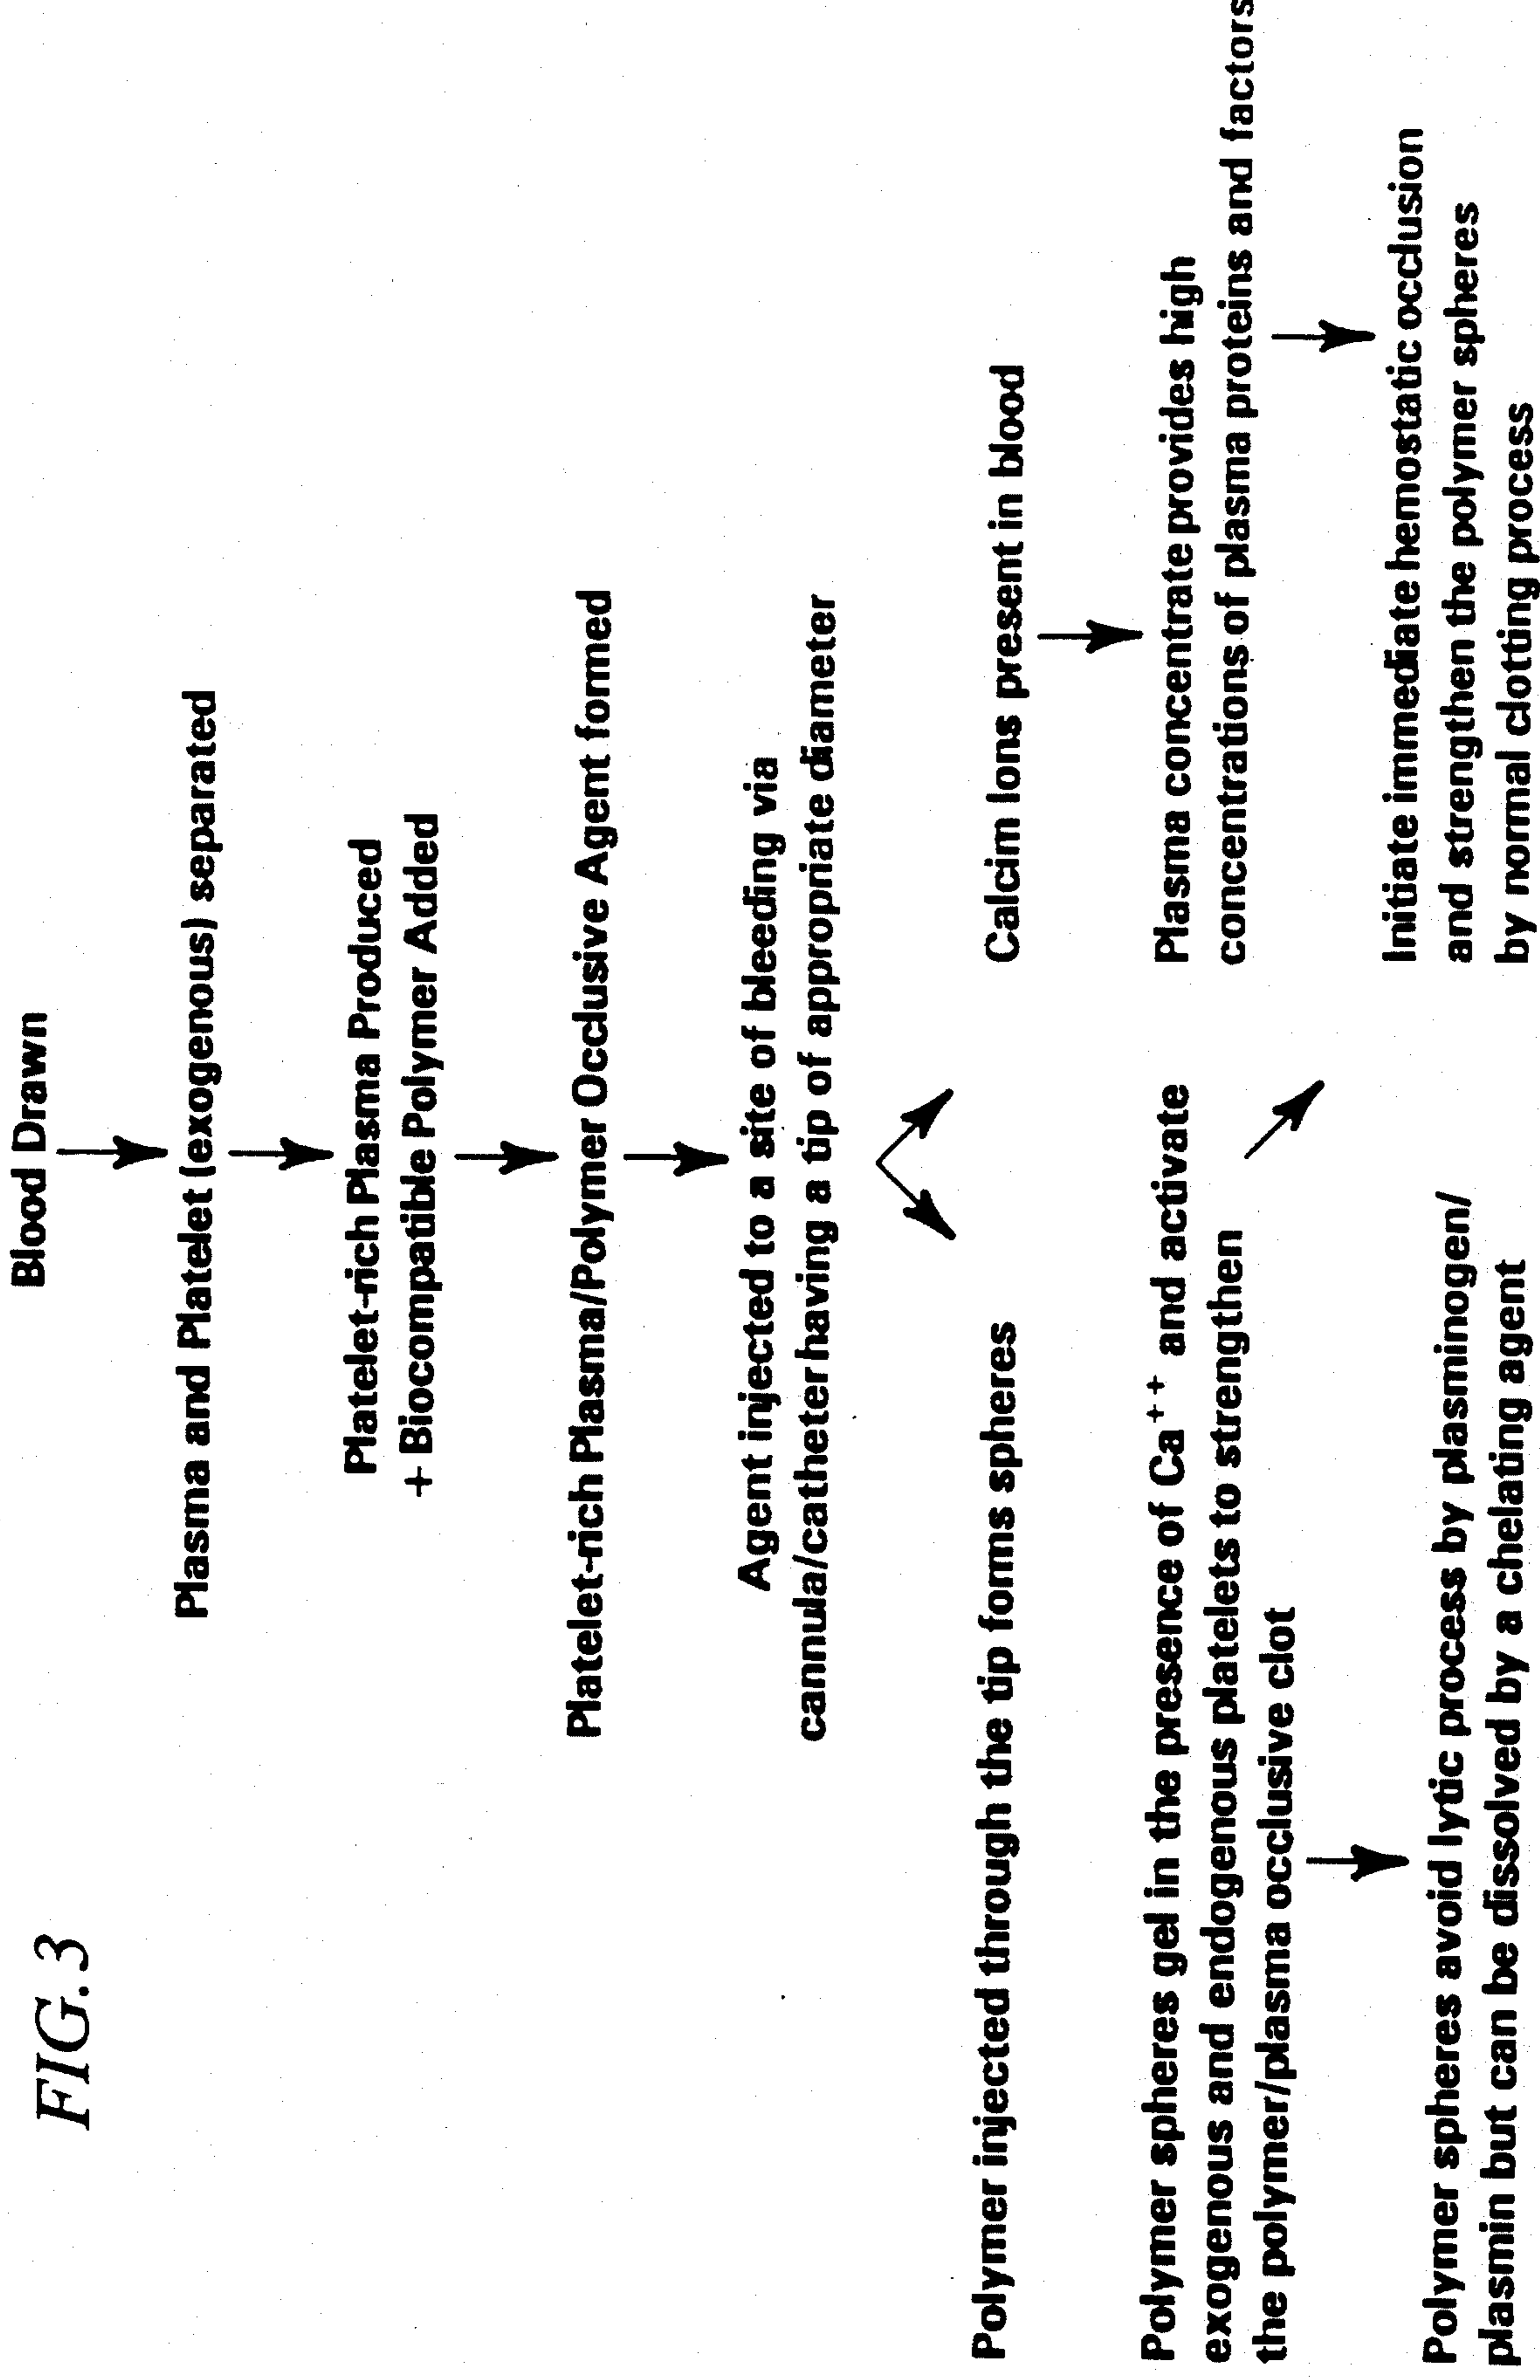 FIG. 3
Blood Drawn
Plasma and Platelet (exogenous) separated
Platelet-rich Plasma Produced
+ Biocompatible Polymer Added
Platelet-rich Plasma/Polymer Occlusive Agent formed
Agent injected to a site of bleeding via
cannula/catheter having a tip of appropriate diameter
Polymer injected through the tip forms spheres
Calcim Ions present in blood
Polymer spheres gel in the presence of Ca++ and activate
exogenous and endogenous platelets to strengthen
the polymer/plasma occlusive clot
Plasma concentrate provides high
concentrations of plasma proteins and factors
Polymer spheres avoid lytic process by plasminogen/
plasmin but can be dissolved by a chelating agent
Initiate immediate hemostatic occlusion
and strengthen the polymer spheres
by normal clotting process